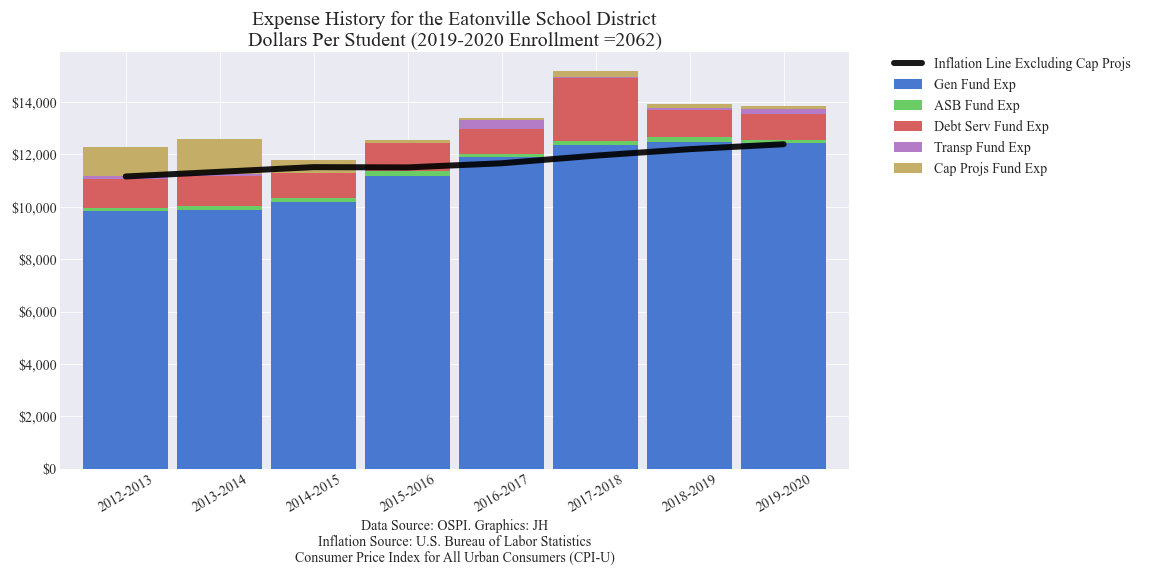 Expense History for the Eatonville School District
Dollars Per Student (2019-2020 Enrollment =2062)
Inflation Line Excluding Cap Projs
Gen Fund Exp
ASB Fund Exp
Debt Serv Fund Exp
Transp Fund Exp
Cap Projs Fund Exp
$14,000
$12,000
$10,000
$8,000
$6,000
$4,000
$2,000
$0
2012-2013
2013-2014
2014-2015
2015-2016
2016-2017
2017-2018
2018-2019
2019-2020
Data Source: OSPI. Graphics: JH
Inflation Source: U.S. Bureau of Labor Statistics
Consumer Price Index for All Urban Consumers (CPI-U)